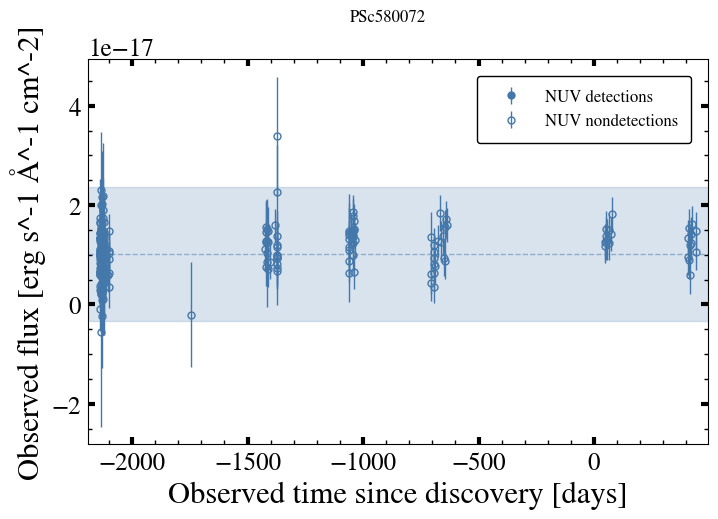 PSc580072
1e−17
Observed flux [erg s^-1 Å^-1 cm^-2]
4
2
0
−2
NUV detections
NUV nondetections
−2000 −1500 −1000 −500 0
Observed time since discovery [days]